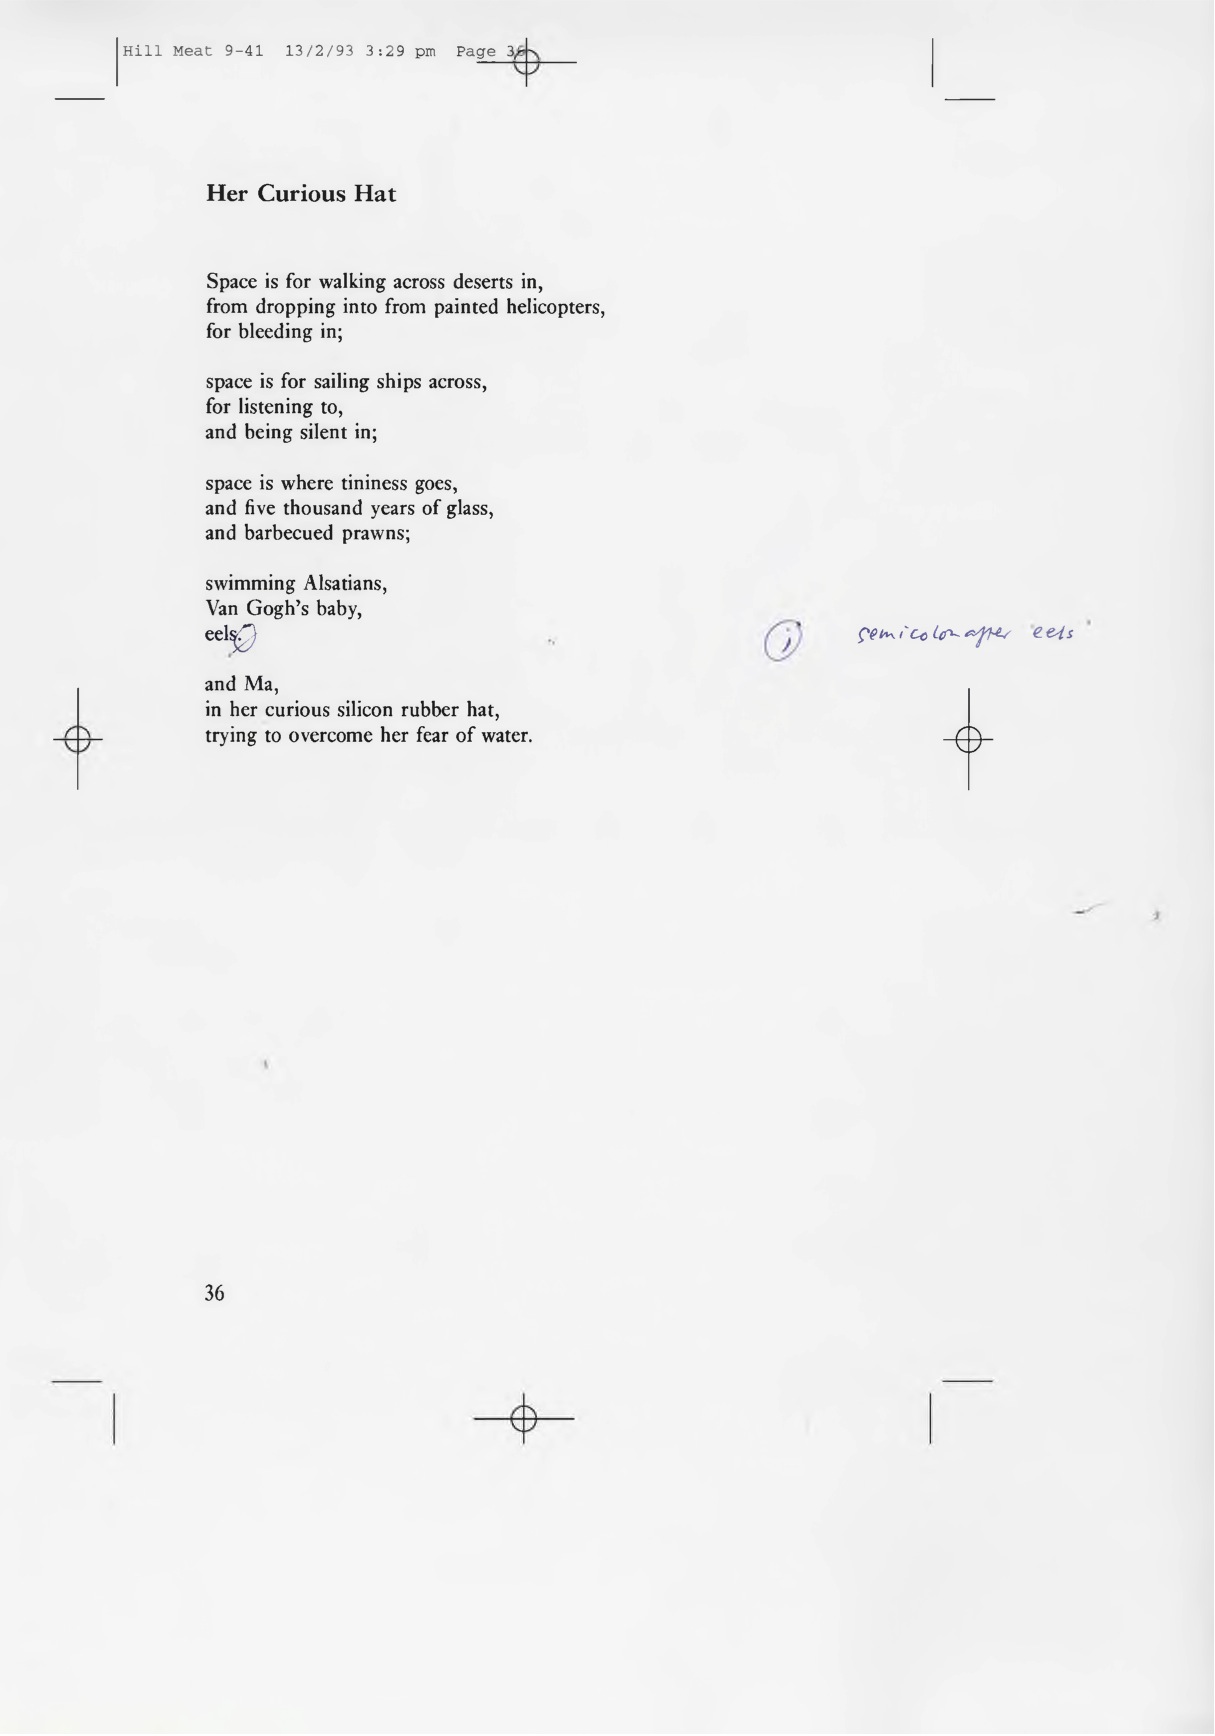 Hill Meat 9-41 13/2/93 3:29 pm Page 36
Her Curious Hat
Space is for walking across deserts in,
from dropping into from painted helicopters,
for bleeding in;
space is for sailing ships across,
for listening to,
and being silent in;
space is where tininess goes,
and five thousand years of glass,
and barbecued prawns;
swimming Alsatians,
Van Gogh's baby,
eels.
; semicolon after 'eels'
and Ma,
in her curious silicon rubber hat,
trying to overcome her fear of water.
36